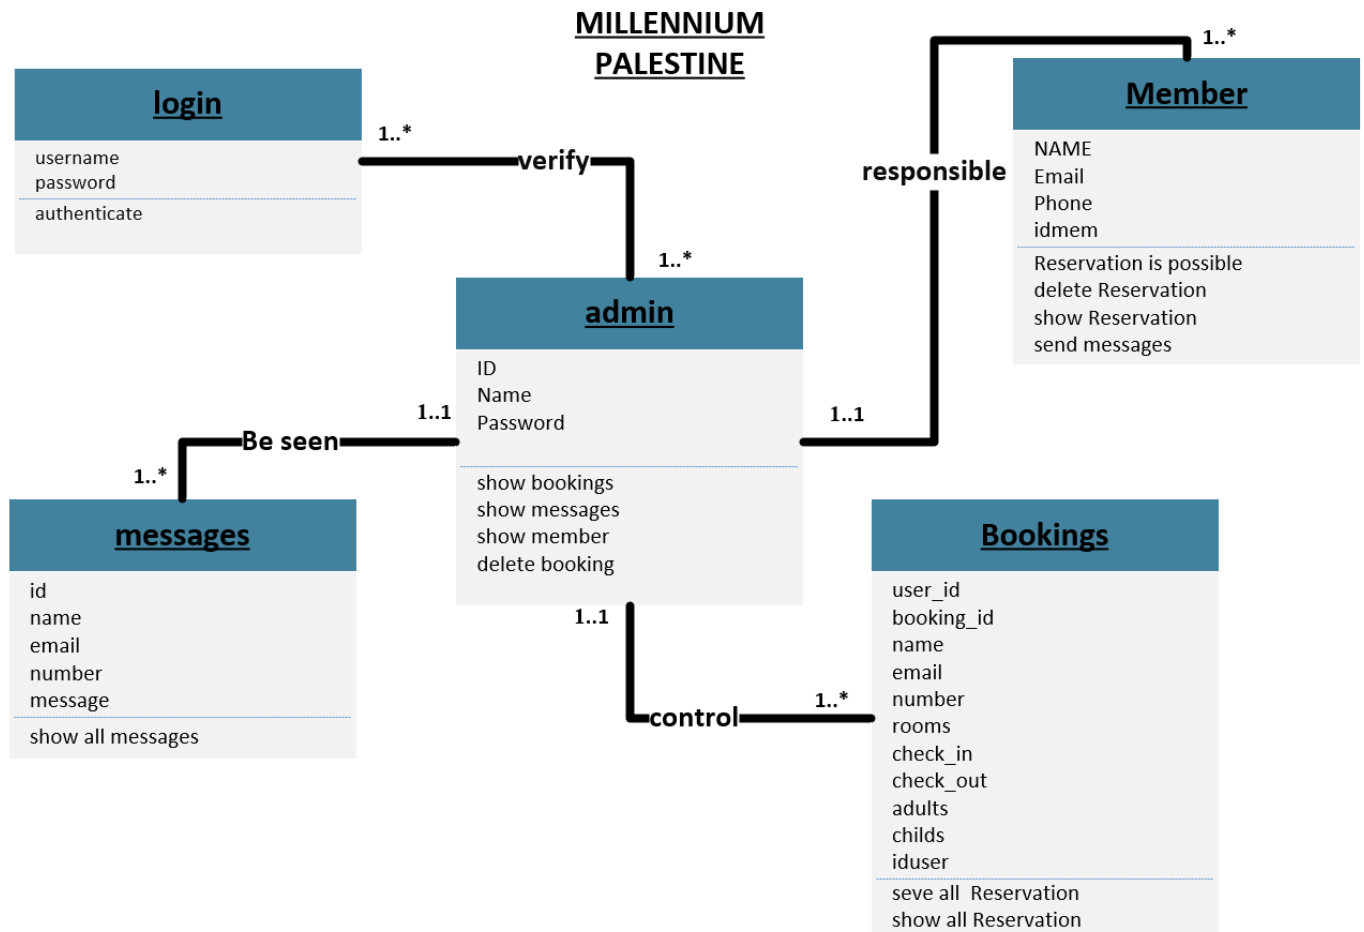 MILLENNIUM
PALESTINE
login
username
password
authenticate
1..*
verify
1..*
admin
ID
Name
Password
show bookings
show messages
show member
delete booking
1..*
responsible
1..1
Member
NAME
Email
Phone
idmem
Reservation is possible
delete Reservation
show Reservation
send messages
1..1
Be seen
1..*
messages
id
name
email
number
message
show all messages
1..1
control
1..*
Bookings
user_id
booking_id
name
email
number
rooms
check_in
check_out
adults
childs
iduser
seve all  Reservation
show all Reservation